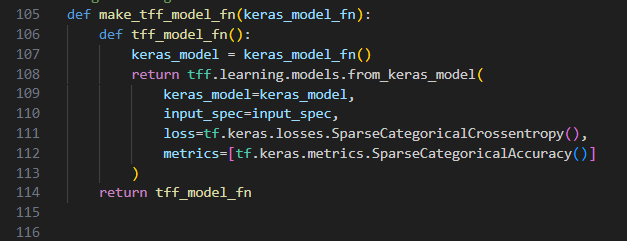 105 def make_tff_model_fn(keras_model_fn):
106     def tff_model_fn():
107         keras_model = keras_model_fn()
108         return tff.learning.models.from_keras_model(
109             keras_model=keras_model,
110             input_spec=input_spec,
111             loss=tf.keras.losses.SparseCategoricalCrossentropy(),
112             metrics=[tf.keras.metrics.SparseCategoricalAccuracy()]
113         )
114     return tff_model_fn
115
116